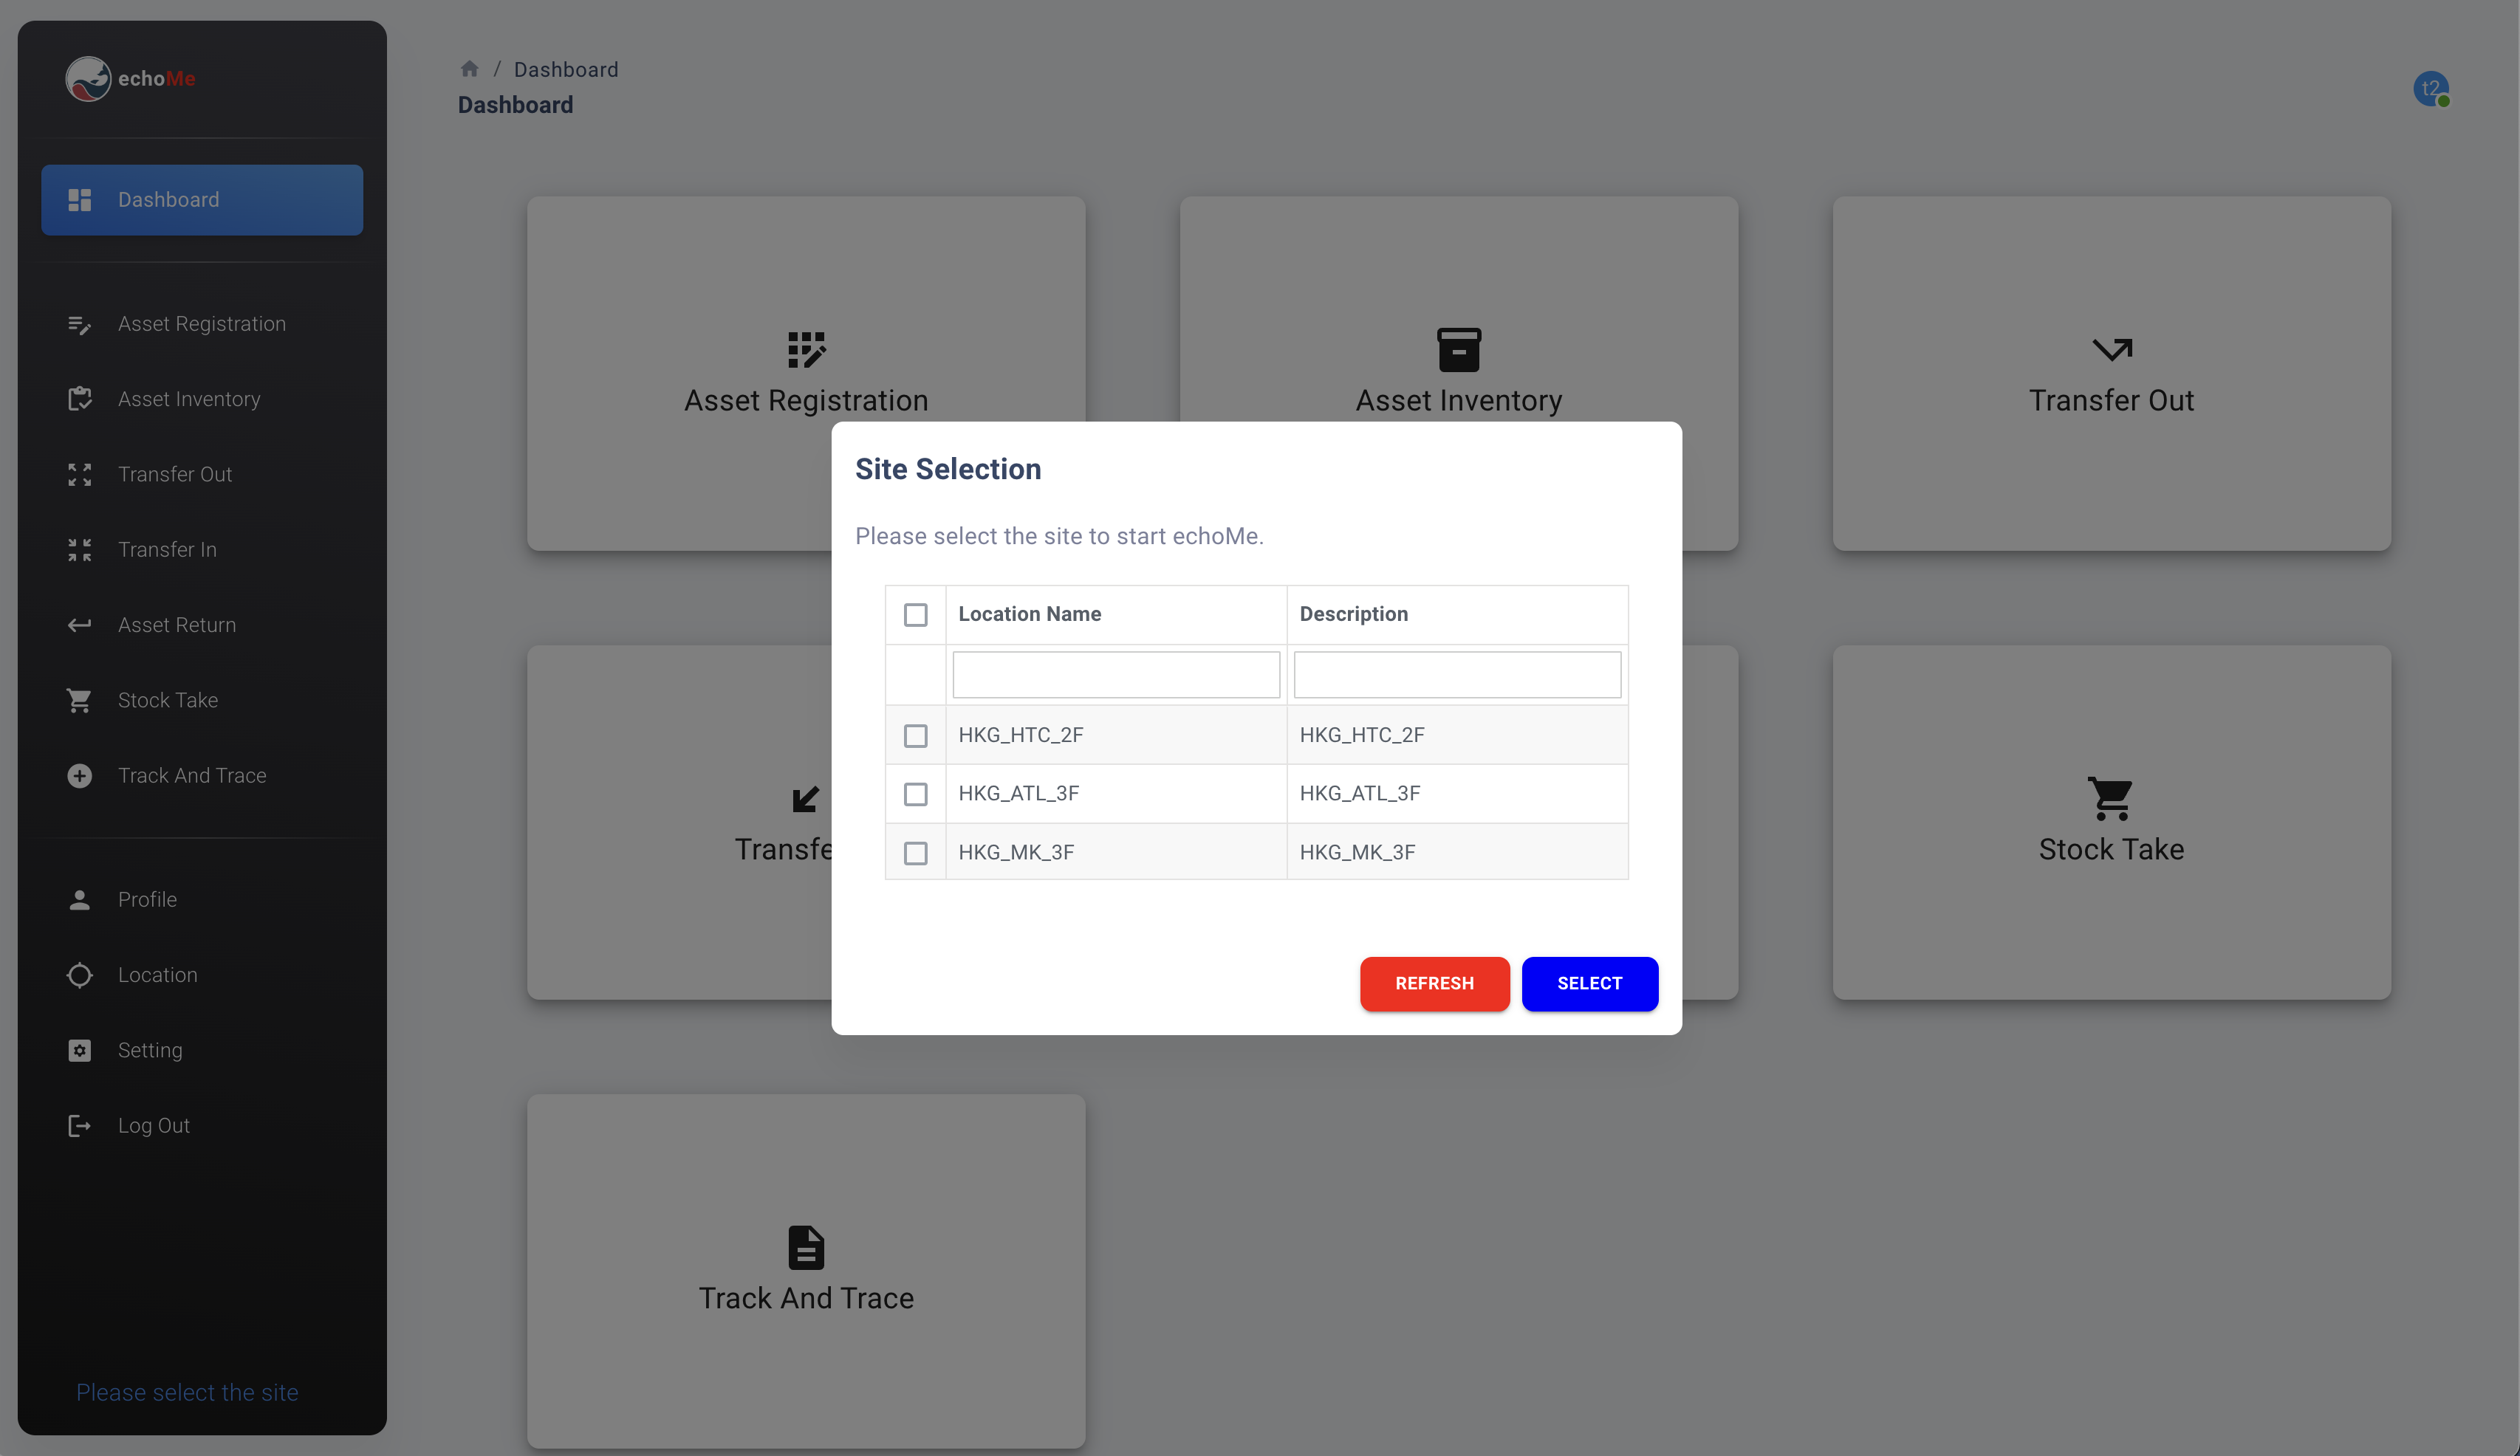 echoMe
Dashboard
Asset Registration
Asset Inventory
Transfer Out
Transfer In
Asset Return
Stock Take
Track And Trace
Profile
Location
Setting
Log Out
Please select the site
/ Dashboard
Dashboard
t2
Asset Registration
Asset Inventory
Transfer Out
Stock Take
Track And Trace
Site Selection
Please select the site to start echoMe.
Location Name Description
HKG_HTC_2F HKG_HTC_2F
HKG_ATL_3F HKG_ATL_3F
HKG_MK_3F HKG_MK_3F
REFRESH SELECT